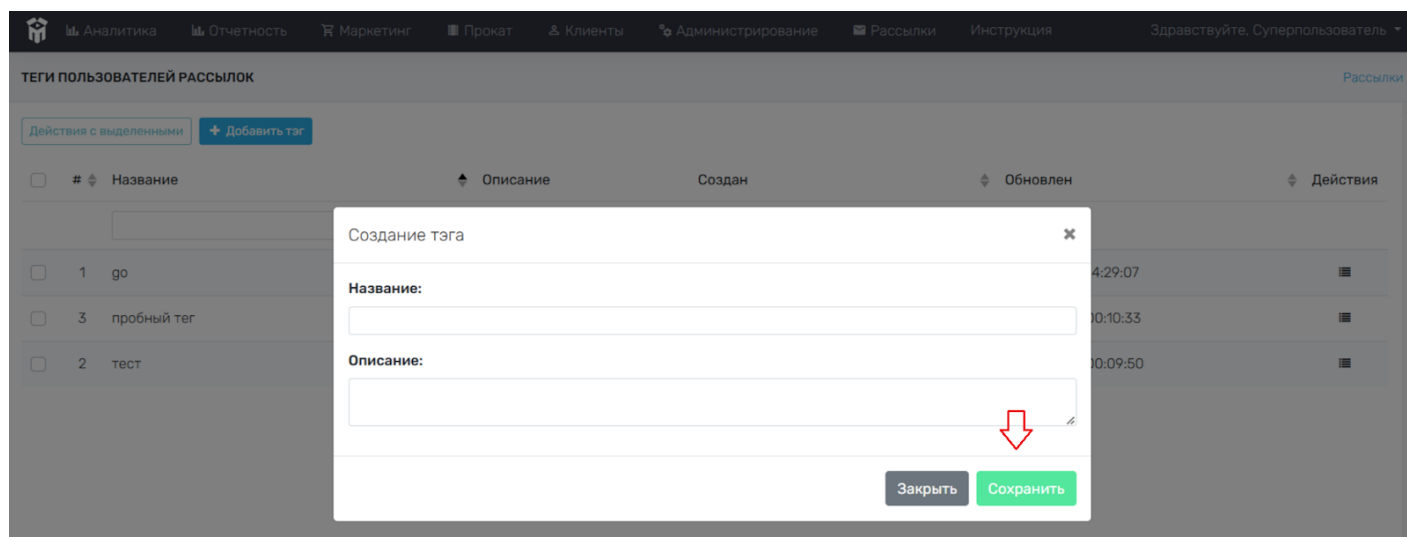 Аналитика Отчетность Маркетинг Прокат Клиенты Администрирование Рассылки Инструкция Здравствуйте, Суперпользователь
ТЕГИ ПОЛЬЗОВАТЕЛЕЙ РАССЫЛОК Рассылки
Действия с выделенными + Добавить тэг
# Название Описание Создан Обновлен Действия
Создание тэга
1 go 4:29:07
Название:
3 пробный тег 00:10:33
Описание:
2 тест 00:09:50
Закрыть Сохранить